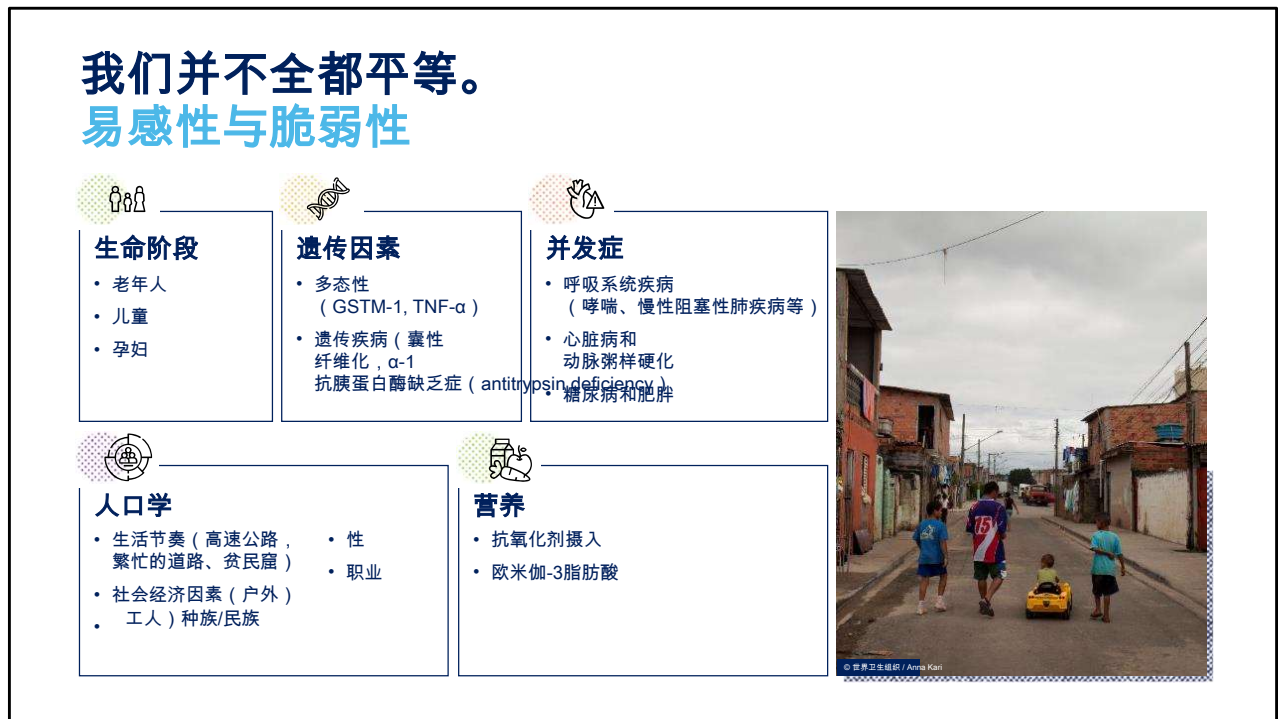 我们并不全都平等。
易感性与脆弱性
生命阶段
• 老年人
• 儿童
• 孕妇
遗传因素
• 多态性
（GSTM-1, TNF-α）
• 遗传疾病（囊性
纤维化，α-1
抗胰蛋白酶缺乏症（antitrypsin deficiency）
并发症
• 呼吸系统疾病
（哮喘、慢性阻塞性肺疾病等）
• 心脏病和
动脉粥样硬化
• 糖尿病和肥胖
人口学
• 生活节奏（高速公路，
繁忙的道路、贫民窟）
• 社会经济因素（户外）
• 工人）种族/民族
• 性
• 职业
营养
• 抗氧化剂摄入
• 欧米伽-3脂肪酸
75
© 世界卫生组织 / Anna Kari